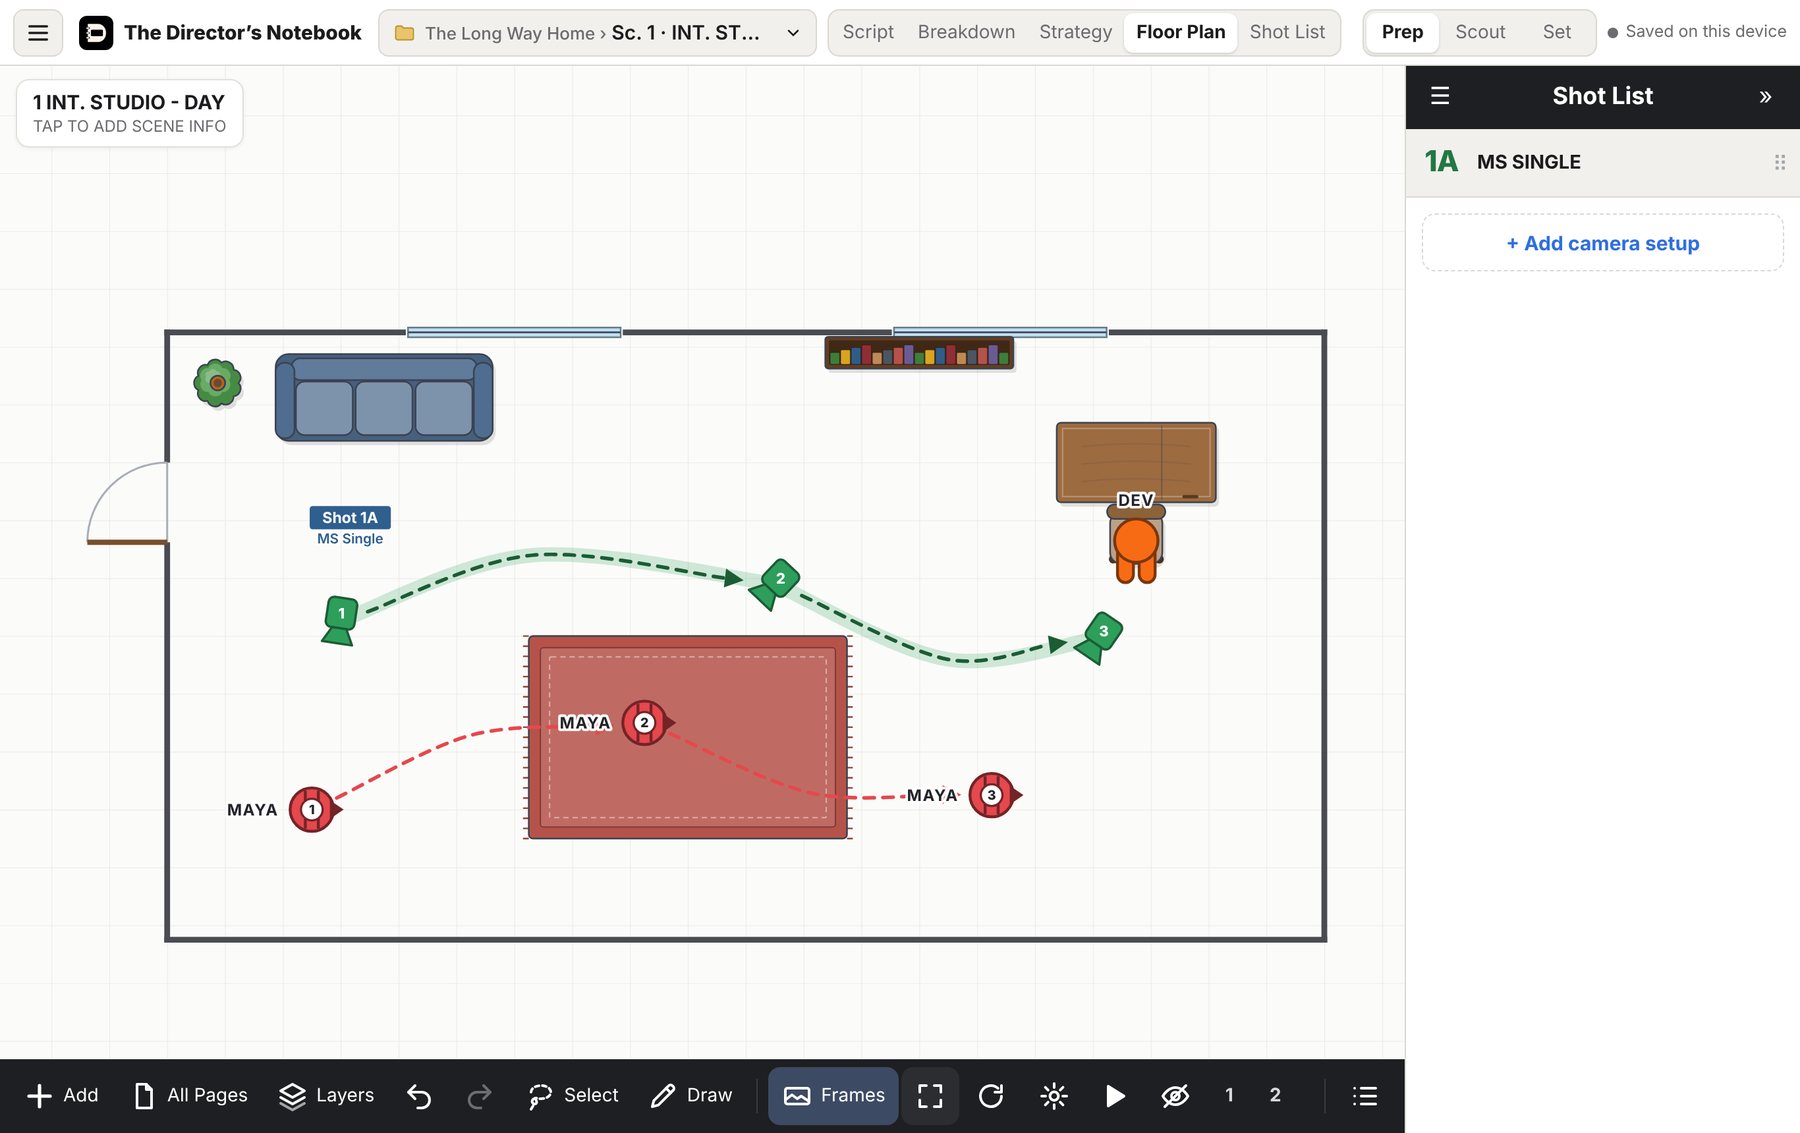 The Director's Notebook
The Long Way Home › Sc. 1 · INT. ST...
Script
Breakdown
Strategy
Floor Plan
Shot List
Prep
Scout
Set
Saved on this device
1 INT. STUDIO - DAY
TAP TO ADD SCENE INFO
Shot List
1A MS SINGLE
+ Add camera setup
DEV
Shot 1A
MS Single
1
2
3
MAYA 2
MAYA 3
MAYA 1
Add
All Pages
Layers
Select
Draw
Frames
1
2